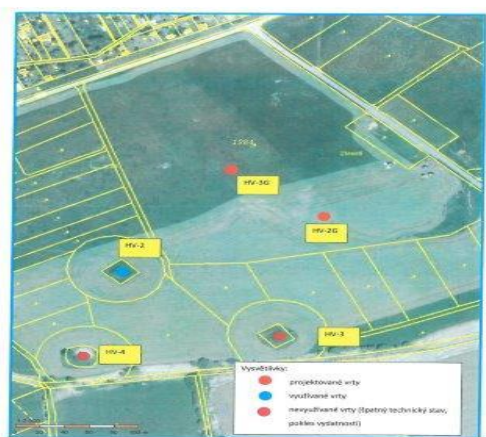 HV-3G
HV-2G
HV-2
HV-3
HV-4
Vysvětlivky:
projektované vrty
využívané vrty
nevyužívané vrty (špatný technický stav,
pokles vydatnosti)